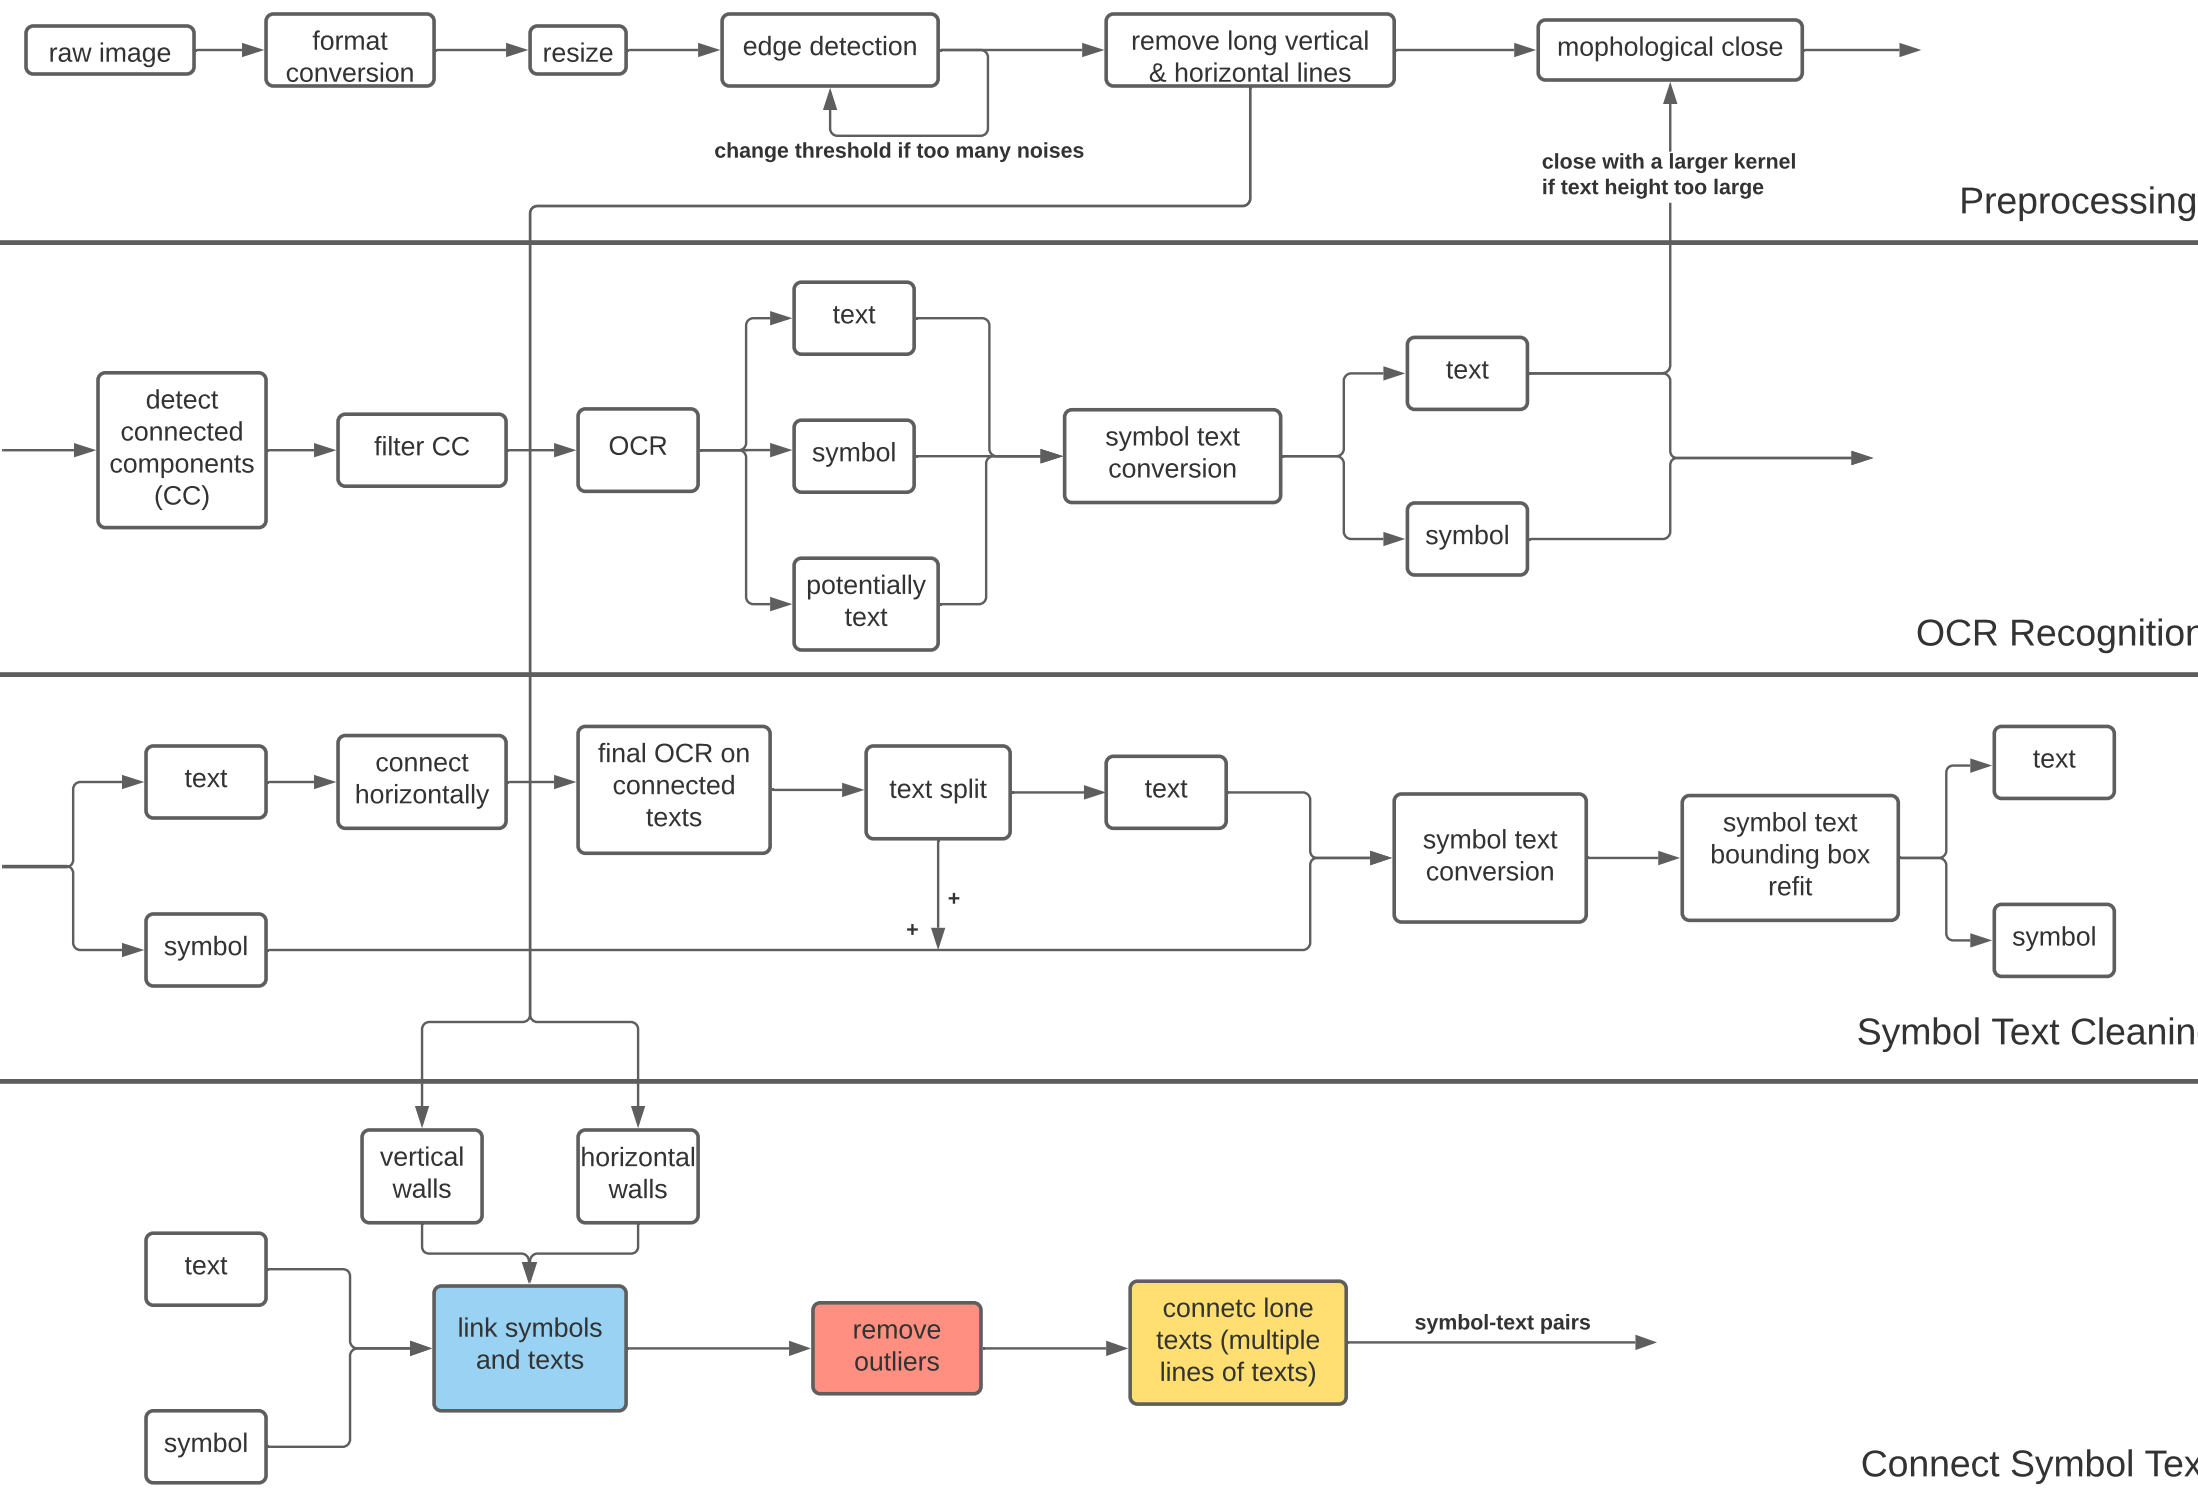 raw image
format
conversion
resize
edge detection
remove long vertical
& horizontal lines
mophological close
change threshold if too many noises
close with a larger kernel
if text height too large
Preprocessing
text
detect
connected
components
(CC)
filter CC
OCR
symbol
potentially
text
symbol text
conversion
text
symbol
OCR Recognition
text
connect
horizontally
final OCR on
connected
texts
text split
text
symbol
+
+
symbol text
conversion
symbol text
bounding box
refit
text
symbol
Symbol Text Cleanin
vertical
walls
horizontal
walls
text
symbol
link symbols
and texts
remove
outliers
connetc lone
texts (multiple
lines of texts)
symbol-text pairs
Connect Symbol Tex